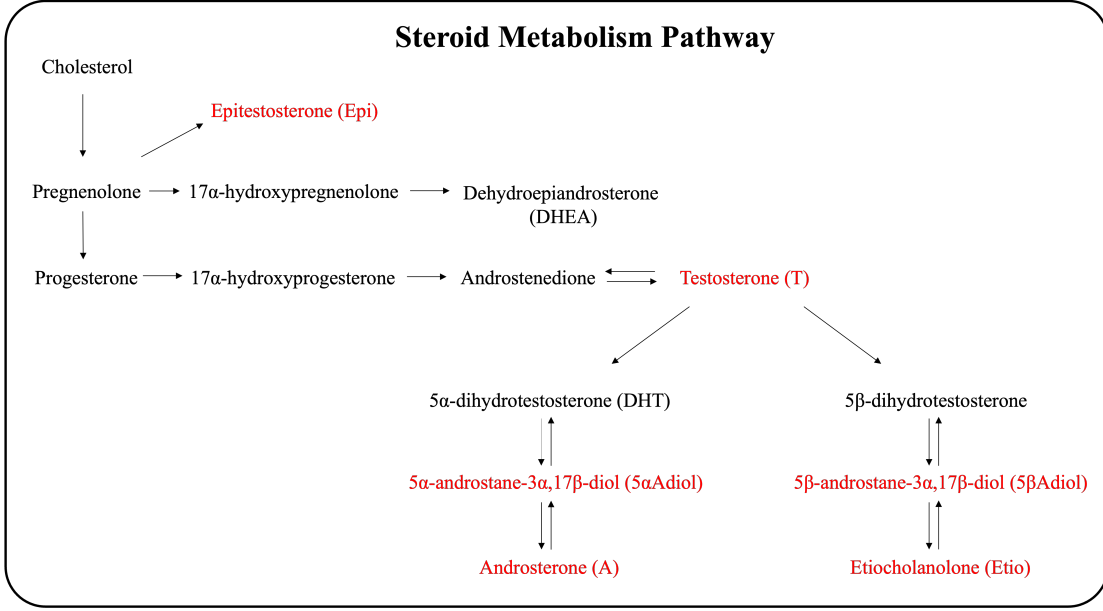 Steroid Metabolism Pathway
Cholesterol
Epitestosterone (Epi)
Pregnenolone
17α-hydroxypregnenolone
Dehydroepiandrosterone
(DHEA)
Progesterone
17α-hydroxyprogesterone
Androstenedione
Testosterone (T)
5α-dihydrotestosterone (DHT)
5β-dihydrotestosterone
5α-androstane-3α,17β-diol (5αAdiol)
5β-androstane-3α,17β-diol (5βAdiol)
Androsterone (A)
Etiocholanolone (Etio)